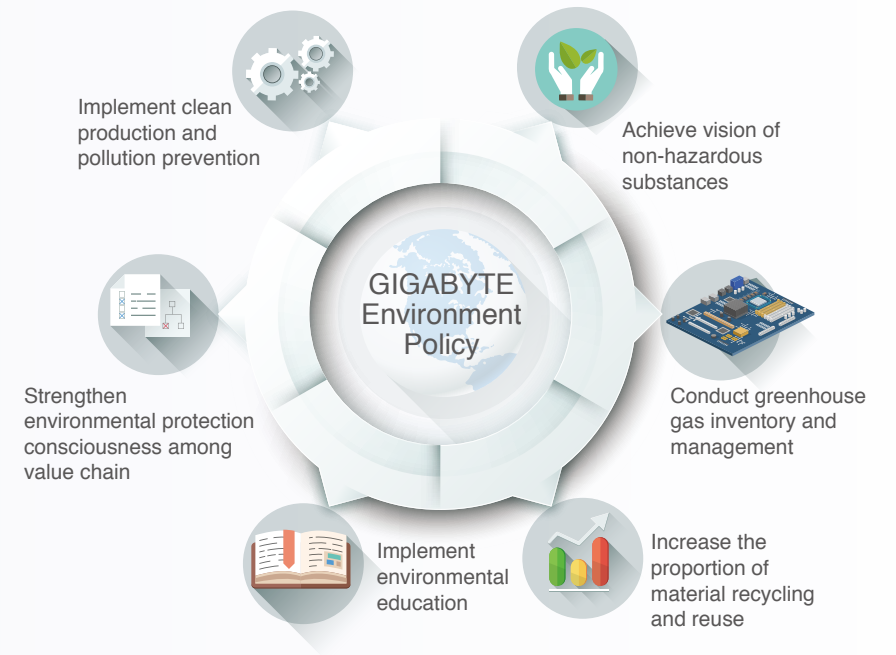 Implement clean
production and
pollution prevention
Achieve vision of
non-hazardous
substances
GIGABYTE
Environment
Policy
Strengthen
environmental protection
consciousness among
value chain
Conduct greenhouse
gas inventory and
management
Implement
environmental
education
Increase the
proportion of
material recycling
and reuse